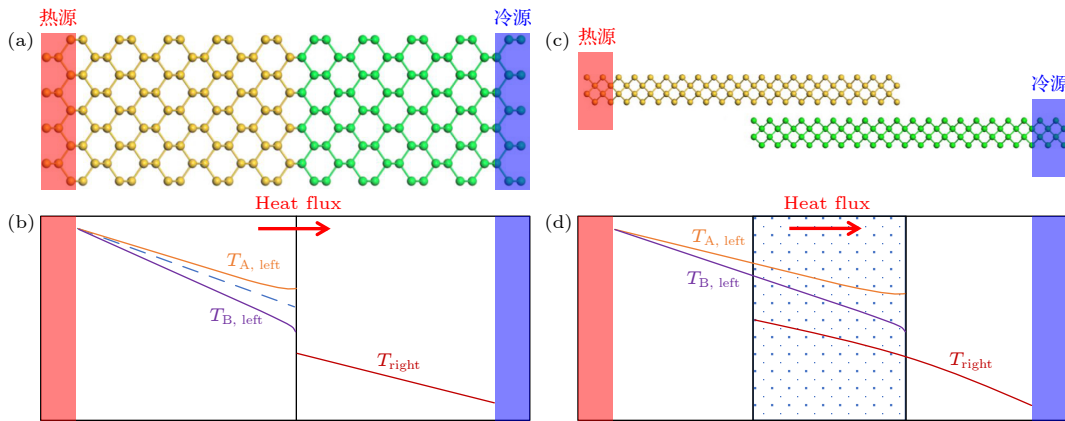 (a)
热源
冷源
(b)
Heat flux
T_A, left
T_B, left
T_right
(c)
热源
冷源
(d)
Heat flux
T_A, left
T_B, left
T_right